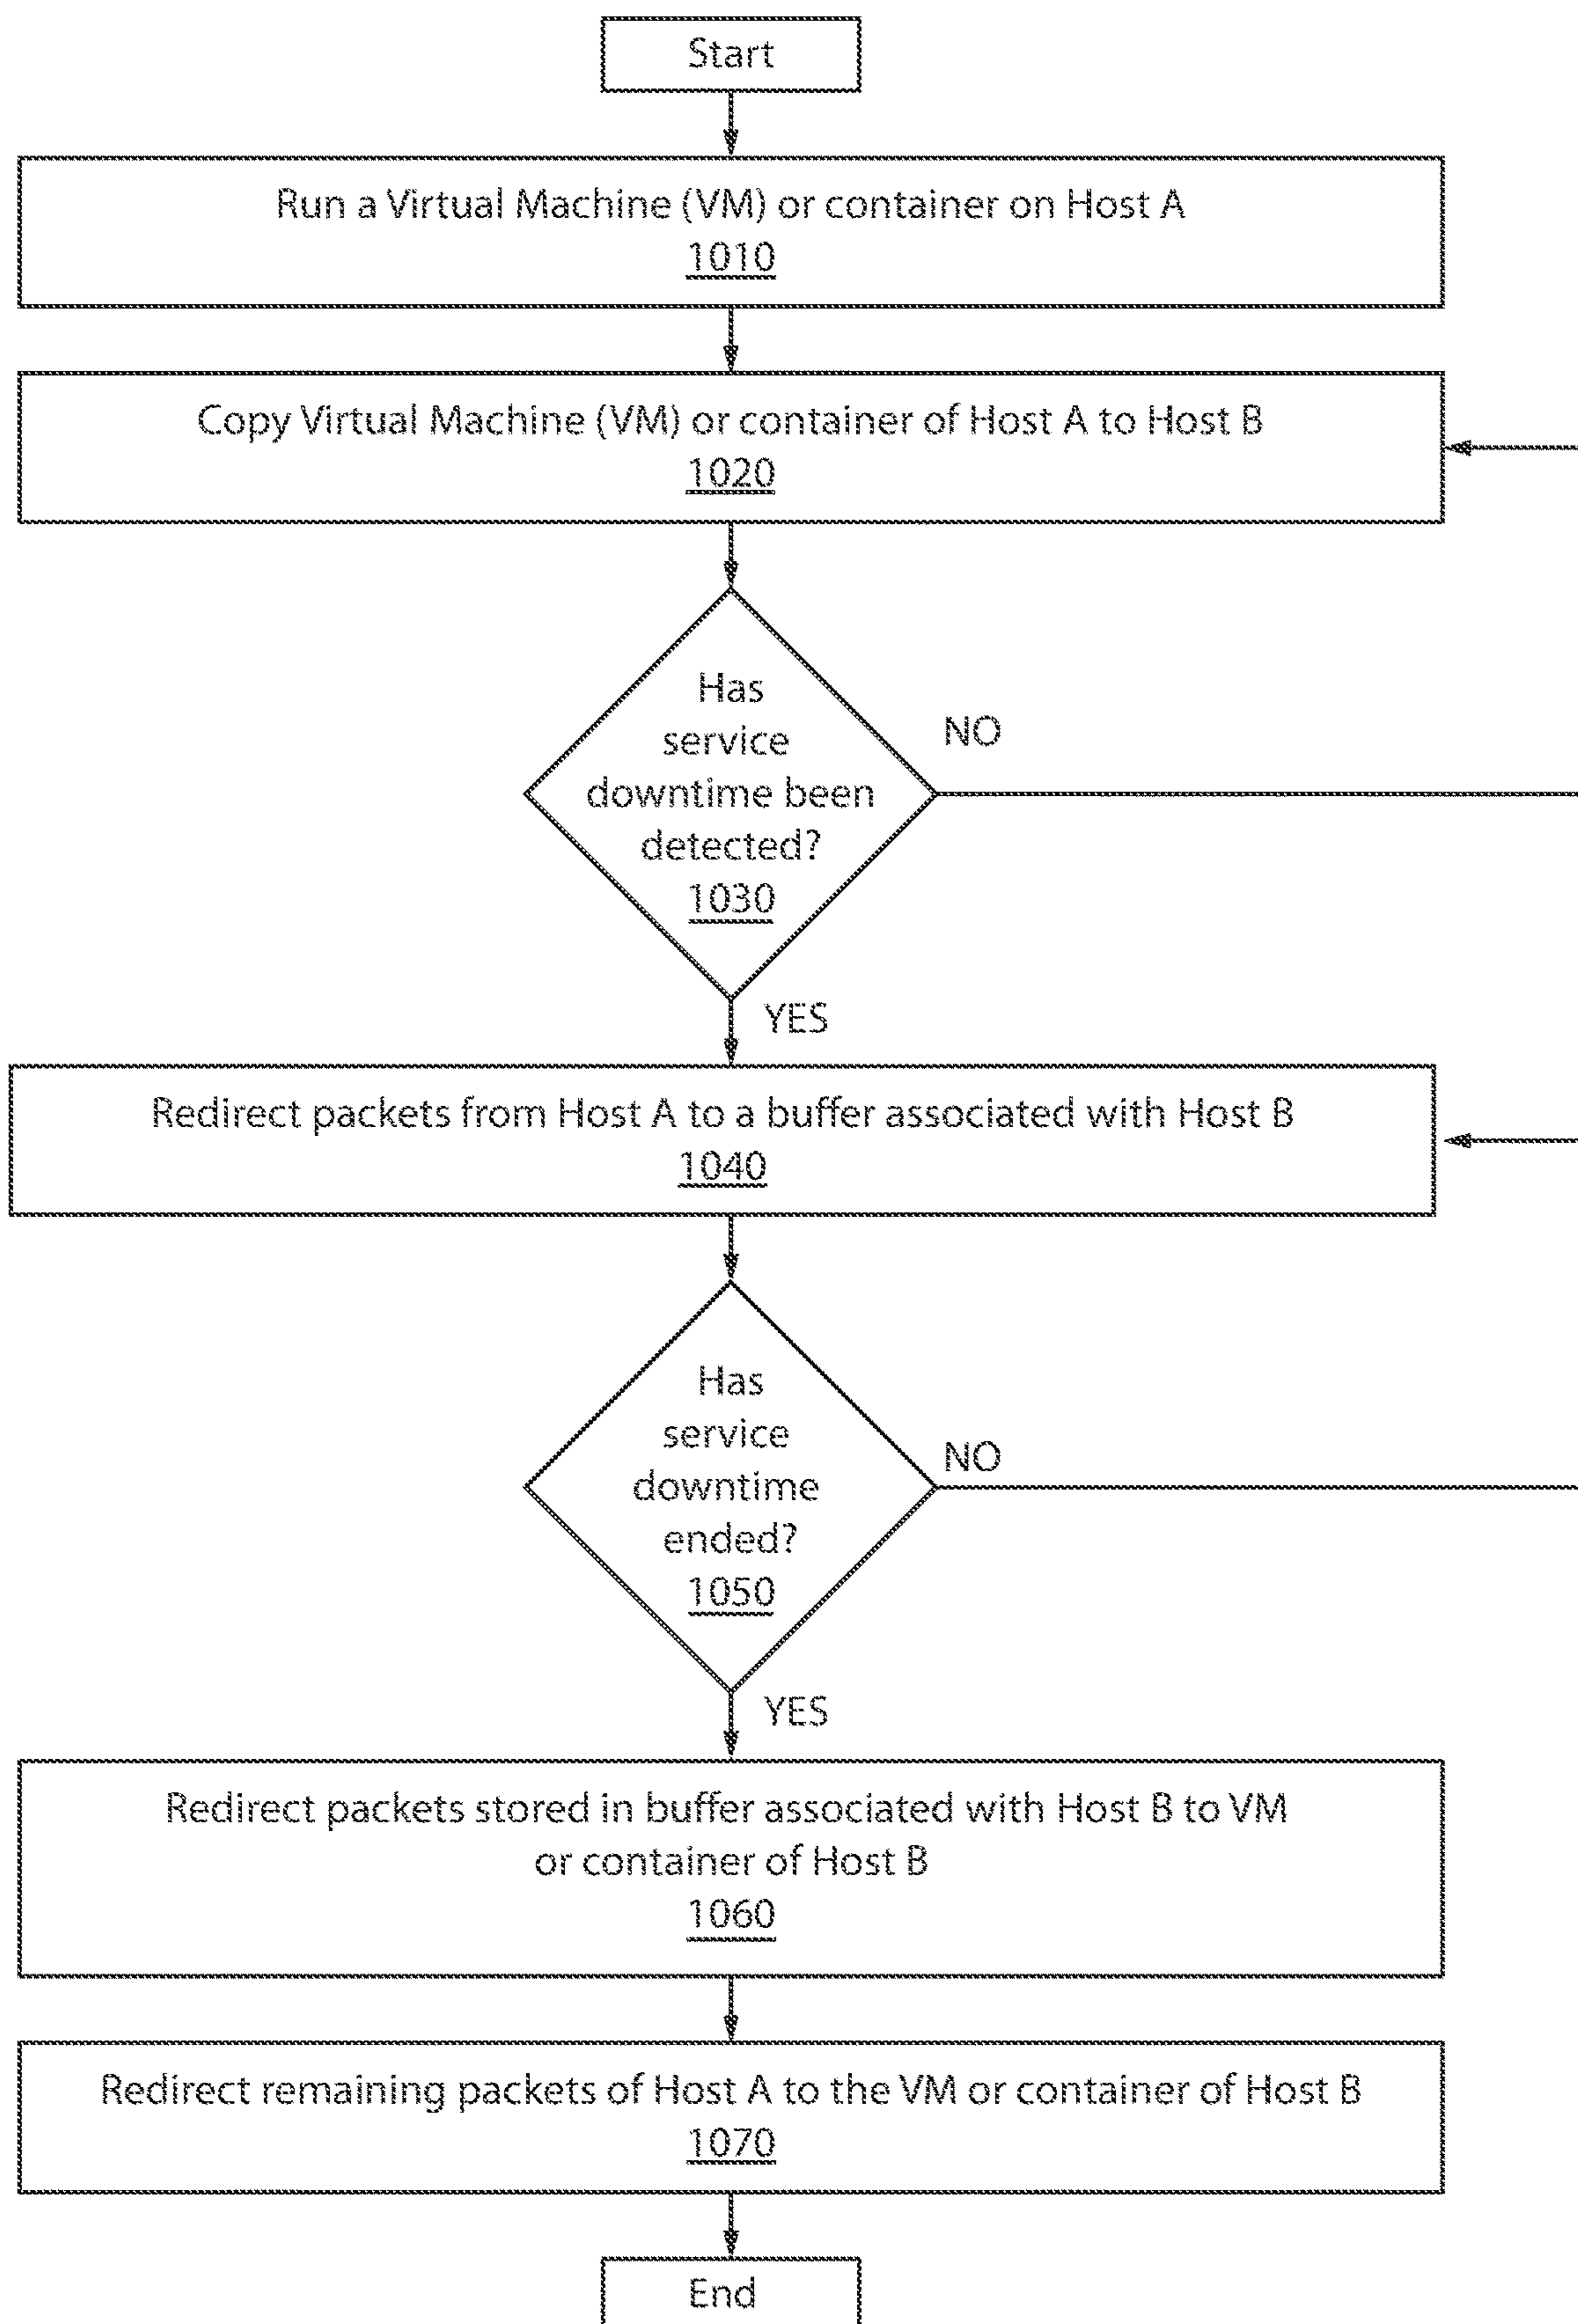 Start
Run a Virtual Machine (VM) or container on Host A
1010
Copy Virtual Machine (VM) or container of Host A to Host B
1020
Has
service
downtime been
detected?
1030
NO
YES
Redirect packets from Host A to a buffer associated with Host B
1040
Has
service
downtime
ended?
1050
NO
YES
Redirect packets stored in buffer associated with Host B to VM
or container of Host B
1060
Redirect remaining packets of Host A to the VM or container of Host B
1070
End